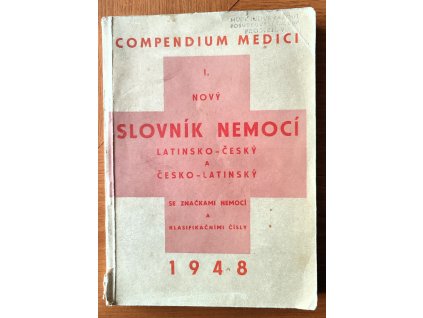 COMPENDIUM MEDICI
I.
NOVÝ
SLOVNÍK NEMOCÍ
LATINSKO-ČESKÝ
A
ČESKO-LATINSKÝ
SE ZNAČKAMI NEMOCÍ
A
KLASIFIKAČNÍMI ČÍSLY
1948